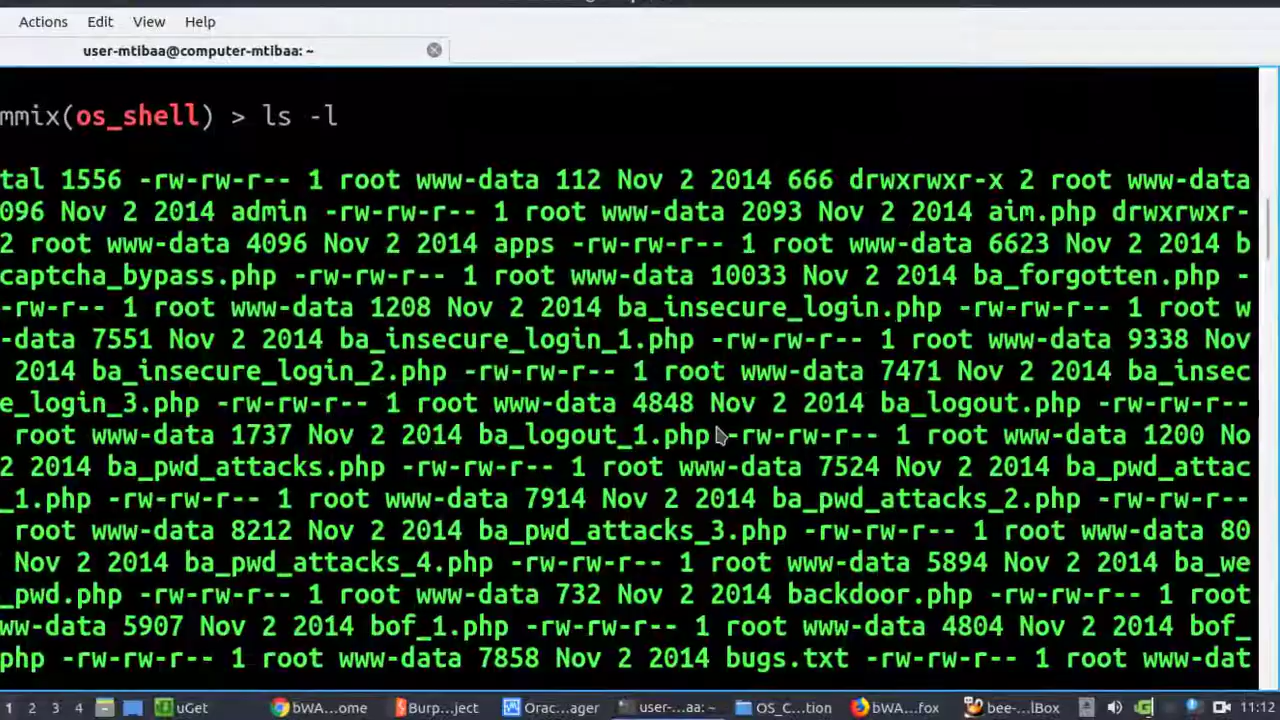 Actions Edit View Help
user-mtibaa@computer-mtibaa: ~
mmix(os_shell) > ls -l
tal 1556 -rw-rw-r-- 1 root www-data 112 Nov 2 2014 666 drwxrwxr-x 2 root www-data
096 Nov 2 2014 admin -rw-rw-r-- 1 root www-data 2093 Nov 2 2014 aim.php drwxrwxr-
2 root www-data 4096 Nov 2 2014 apps -rw-rw-r-- 1 root www-data 6623 Nov 2 2014 b
captcha_bypass.php -rw-rw-r-- 1 root www-data 10033 Nov 2 2014 ba_forgotten.php -
-rw-rw-r-- 1 root www-data 1208 Nov 2 2014 ba_insecure_login.php -rw-rw-r-- 1 root w
-data 7551 Nov 2 2014 ba_insecure_login_1.php -rw-rw-r-- 1 root www-data 9338 Nov
2014 ba_insecure_login_2.php -rw-rw-r-- 1 root www-data 7471 Nov 2 2014 ba_insec
e_login_3.php -rw-rw-r-- 1 root www-data 4848 Nov 2 2014 ba_logout.php -rw-rw-r--
root www-data 1737 Nov 2 2014 ba_logout_1.php -rw-rw-r-- 1 root www-data 1200 No
2 2014 ba_pwd_attacks.php -rw-rw-r-- 1 root www-data 7524 Nov 2 2014 ba_pwd_attac
_1.php -rw-rw-r-- 1 root www-data 7914 Nov 2 2014 ba_pwd_attacks_2.php -rw-rw-r--
root www-data 8212 Nov 2 2014 ba_pwd_attacks_3.php -rw-rw-r-- 1 root www-data 80
Nov 2 2014 ba_pwd_attacks_4.php -rw-rw-r-- 1 root www-data 5894 Nov 2 2014 ba_we
_pwd.php -rw-rw-r-- 1 root www-data 732 Nov 2 2014 backdoor.php -rw-rw-r-- 1 root
ww-data 5907 Nov 2 2014 bof_1.php -rw-rw-r-- 1 root www-data 4804 Nov 2 2014 bof_
php -rw-rw-r-- 1 root www-data 7858 Nov 2 2014 bugs.txt -rw-rw-r-- 1 root www-dat
1 2 3 4 uGet bWA...ome Burp...ject Orac...ager user-...aa: ~ OS_C...tion bWA...fox bee-...lBox 11:12